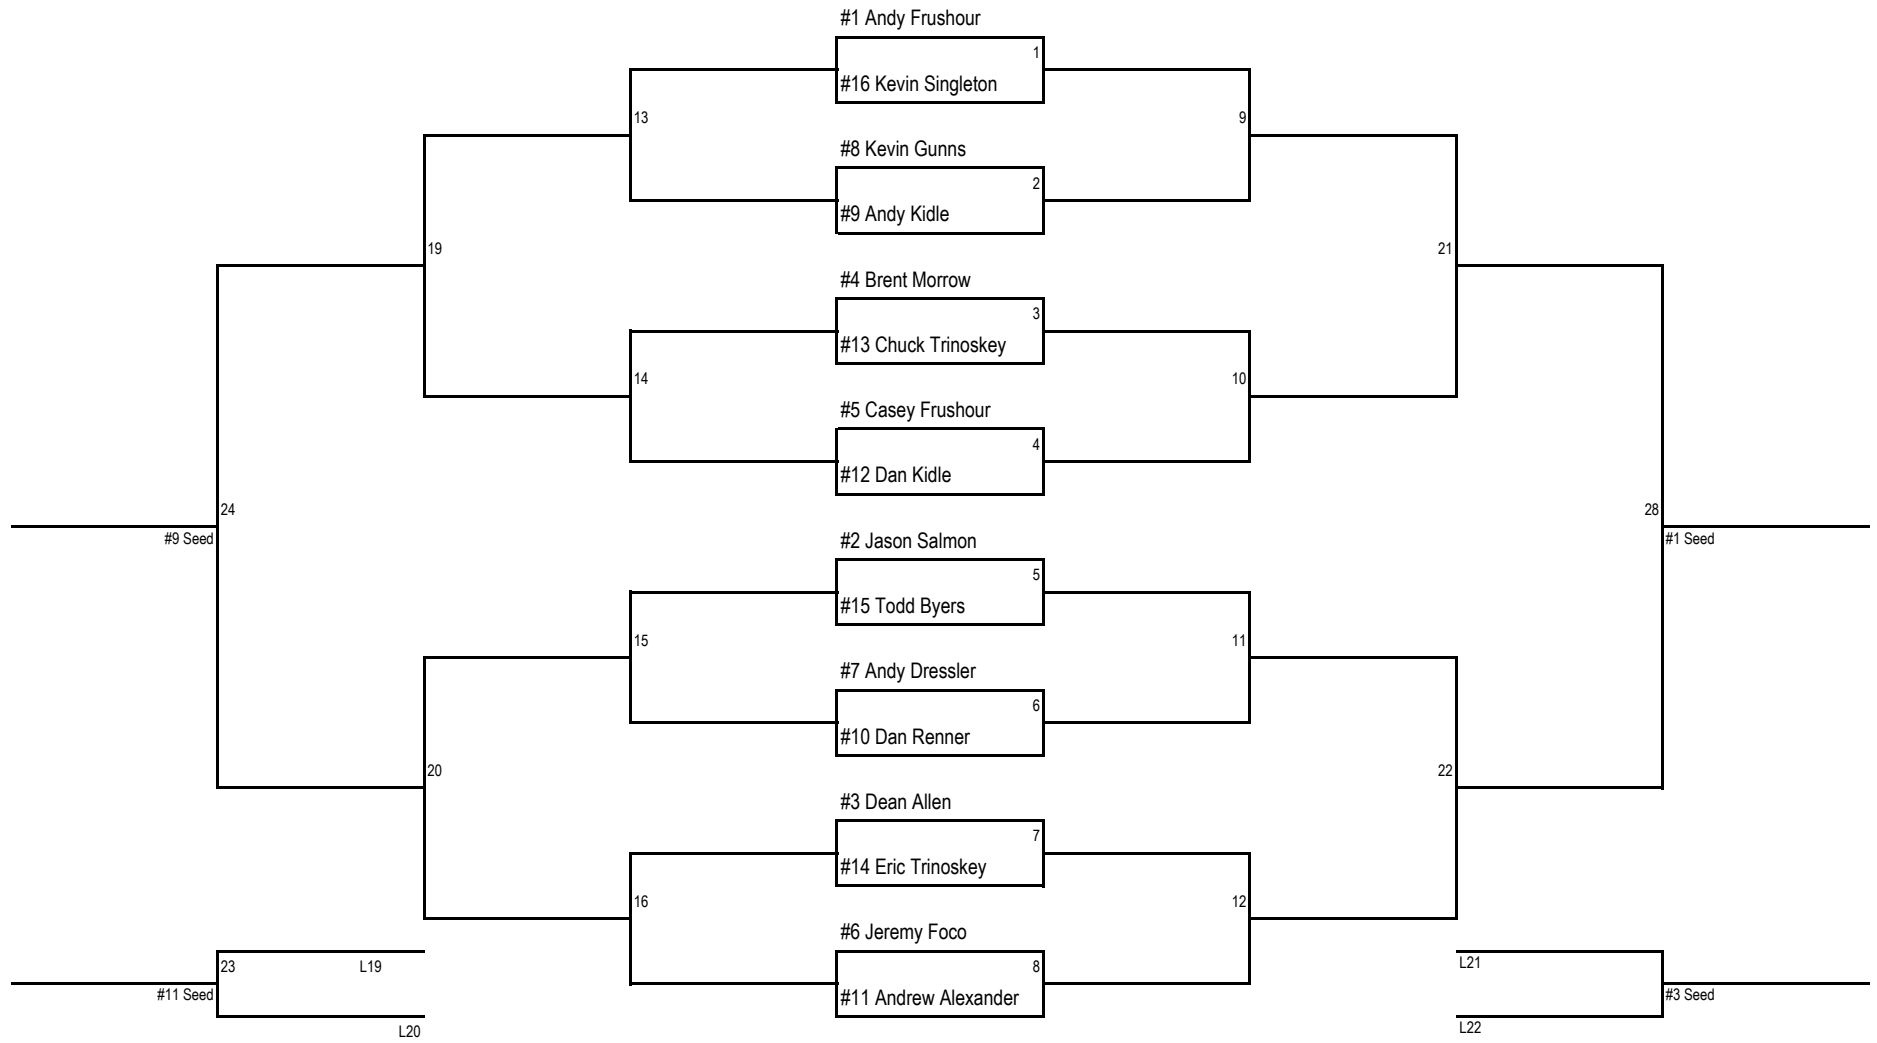 #1 Andy Frushour
1
#16 Kevin Singleton
13
9
#8 Kevin Gunns
2
#9 Andy Kidle
19
21
#4 Brent Morrow
3
#13 Chuck Trinoskey
14
10
#5 Casey Frushour
4
#12 Dan Kidle
24
28
#9 Seed
#2 Jason Salmon
#1 Seed
5
#15 Todd Byers
15
11
#7 Andy Dressler
6
#10 Dan Renner
20
22
#3 Dean Allen
7
#14 Eric Trinoskey
16
12
#6 Jeremy Foco
23
L19
8
L21
#11 Seed
#11 Andrew Alexander
#3 Seed
L20
L22